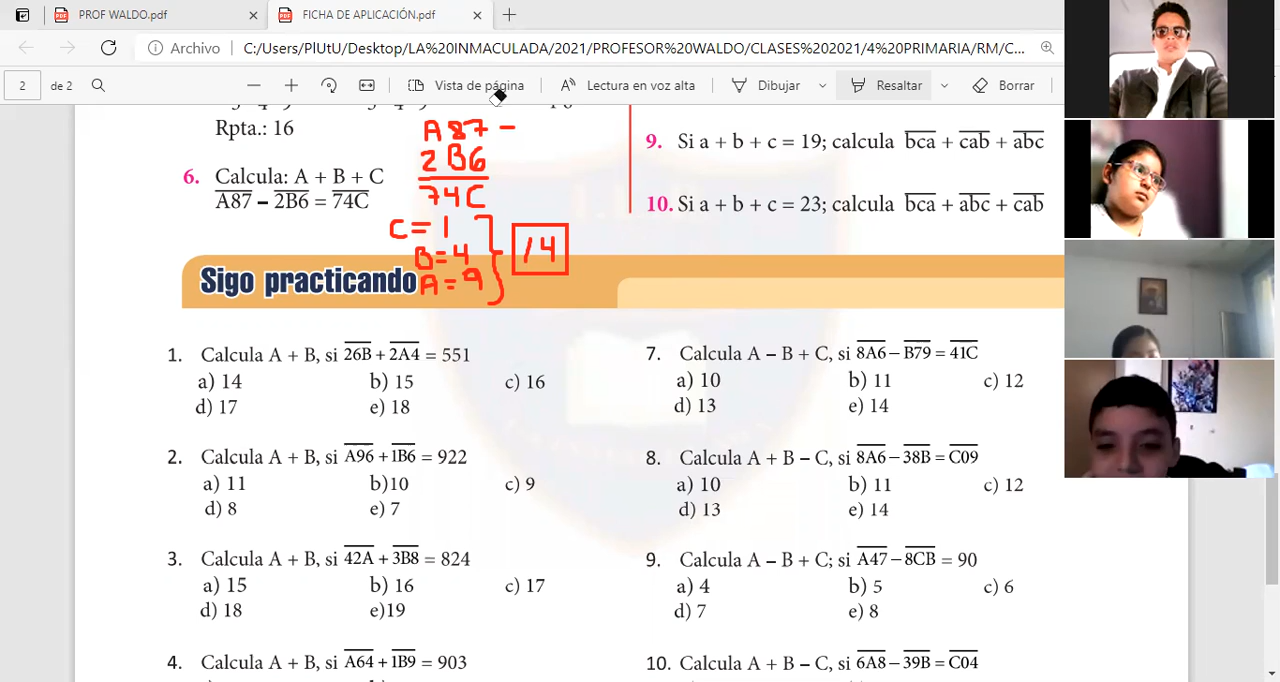 PROF WALDO.pdf
FICHA DE APLICACIÓN.pdf
Archivo
C:/Users/PlUtU/Desktop/LA%20INMACULADA/2021/PROFESOR%20WALDO/CLASES%202021/4%20PRIMARIA/RM/C...
2
de 2
Vista de página
Lectura en voz alta
Dibujar
Resaltar
Borrar
Rpta.: 16
6. Calcula: A + B + C
A87 – 2B6 = 74C
A87 –
2B6
74C
C = 1
B = 4
A = 9
14
9. Si a + b + c = 19; calcula bca + cab + abc
10. Si a + b + c = 23; calcula bca + abc + cab
Sigo practicando
1. Calcula A + B, si 26B + 2A4 = 551
a) 14 b) 15 c) 16
d) 17 e) 18
2. Calcula A + B, si A96 + 1B6 = 922
a) 11 b)10 c) 9
d) 8 e) 7
3. Calcula A + B, si 42A + 3B8 = 824
a) 15 b) 16 c) 17
d) 18 e)19
4. Calcula A + B, si A64 + 1B9 = 903
7. Calcula A – B + C, si 8A6 – B79 = 41C
a) 10 b) 11 c) 12
d) 13 e) 14
8. Calcula A + B – C, si 8A6 – 38B = C09
a) 10 b) 11 c) 12
d) 13 e) 14
9. Calcula A – B + C; si A47 – 8CB = 90
a) 4 b) 5 c) 6
d) 7 e) 8
10. Calcula A + B – C, si 6A8 – 39B = C04